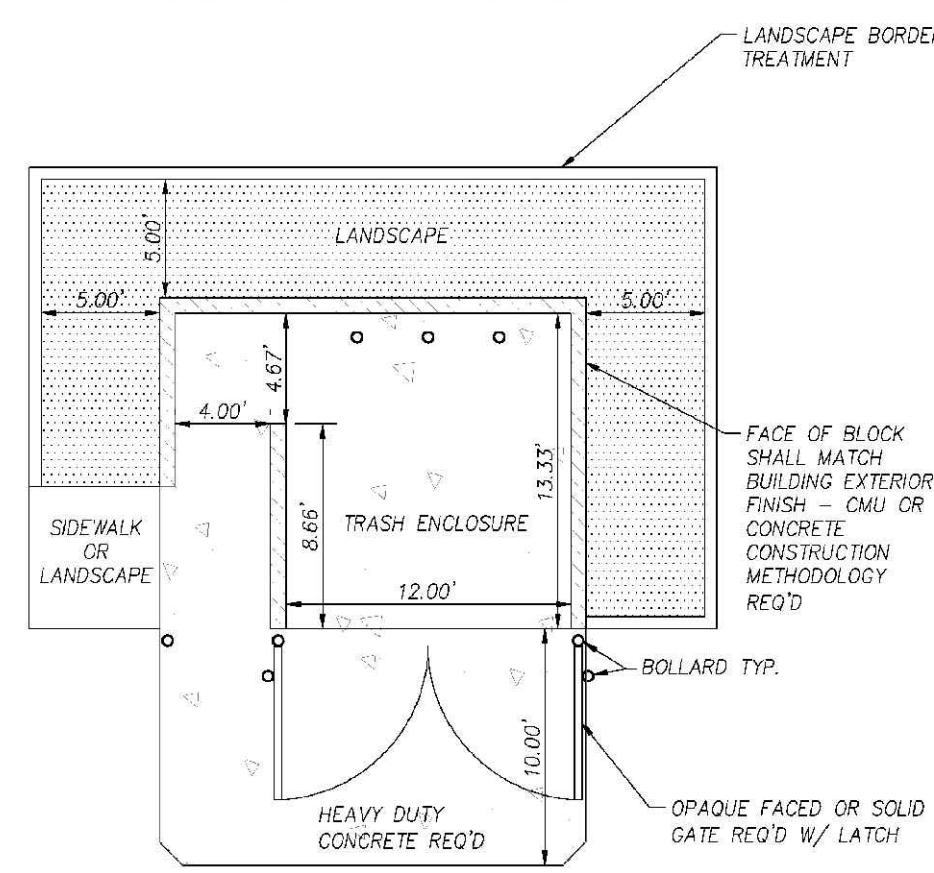 LANDSCAPE BORDER
TREATMENT
LANDSCAPE
5.00'
5.00'
5.00'
4.67'
4.00'
8.66'
13.33'
TRASH ENCLOSURE
12.00'
SIDEWALK
OR
LANDSCAPE
FACE OF BLOCK
SHALL MATCH
BUILDING EXTERIOR
FINISH – CMU OR
CONCRETE
CONSTRUCTION
METHODOLOGY
REQ'D
BOLLARD TYP.
10.00'
HEAVY DUTY
CONCRETE REQ'D
OPAQUE FACED OR SOLID
GATE REQ'D W/ LATCH